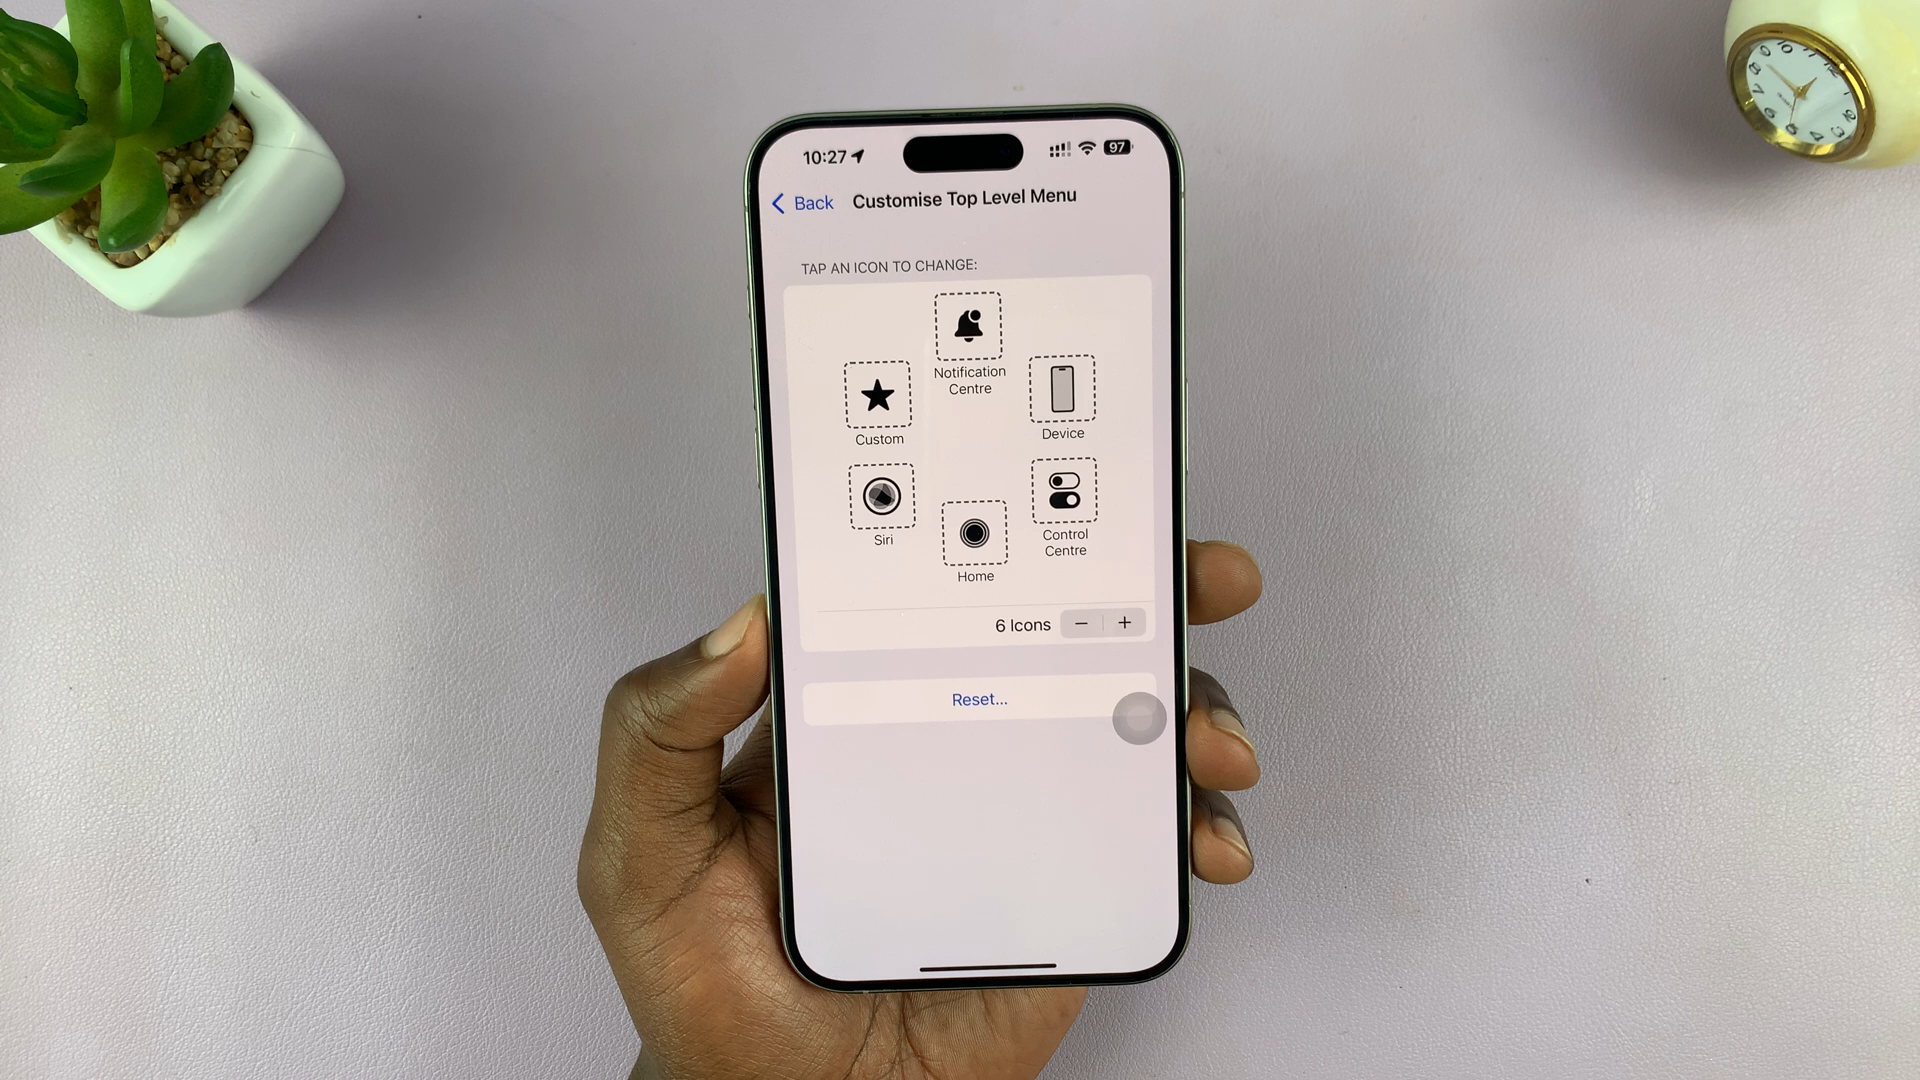 10:27
97
Back
Customise Top Level Menu
TAP AN ICON TO CHANGE:
Notification
Centre
Custom
Device
Siri
Control
Centre
Home
6 Icons
Reset...